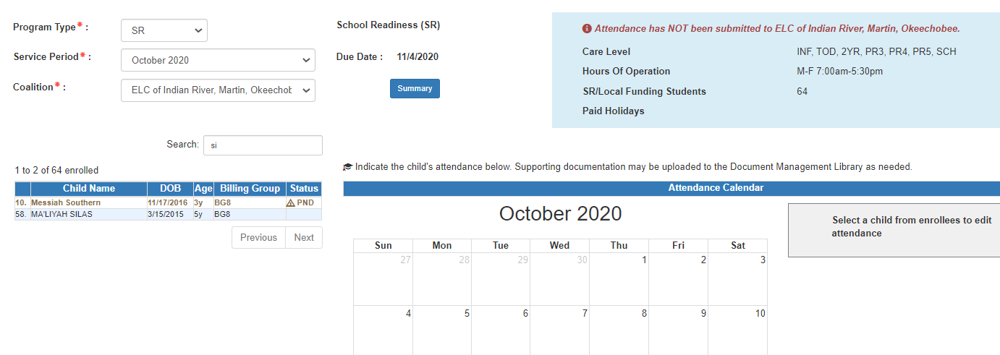 Program Type* :
SR
Service Period* :
October 2020
Coalition* :
ELC of Indian River, Martin, Okeechob
School Readiness (SR)
Due Date : 11/4/2020
Summary
Attendance has NOT been submitted to ELC of Indian River, Martin, Okeechobee.
Care Level INF, TOD, 2YR, PR3, PR4, PR5, SCH
Hours Of Operation M-F 7:00am-5:30pm
SR/Local Funding Students 64
Paid Holidays
Search: si
1 to 2 of 64 enrolled
Child Name DOB Age Billing Group Status
10. Messiah Southern 11/17/2016 3y BG8 PND
58. MA'LIYAH SILAS 3/15/2015 5y BG8
Previous Next
Indicate the child's attendance below. Supporting documentation may be uploaded to the Document Management Library as needed.
Attendance Calendar
October 2020
Sun Mon Tue Wed Thu Fri Sat
27 28 29 30 1 2 3
4 5 6 7 8 9 10
Select a child from enrollees to edit
attendance